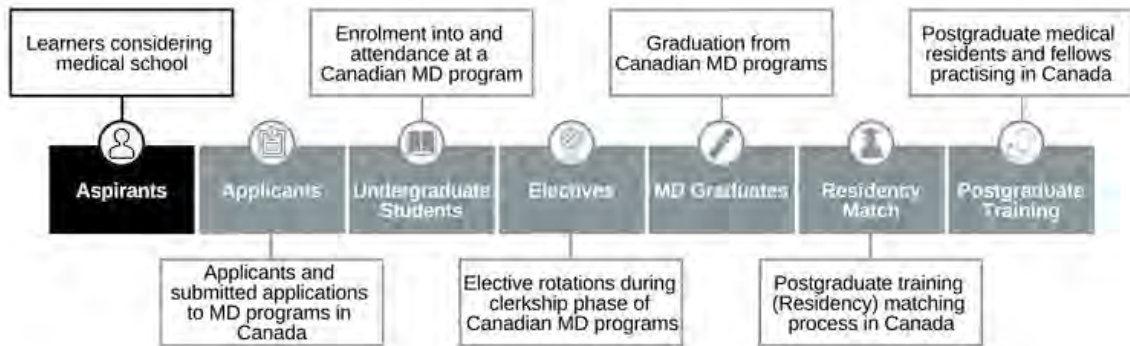 Learners considering
medical school
Enrolment into and
attendance at a
Canadian MD program
Graduation from
Canadian MD programs
Postgraduate medical
residents and fellows
practising in Canada
Aspirants
Applicants
Undergraduate
Students
Electives
MD Graduates
Residency
Match
Postgraduate
Training
Applicants and
submitted applications
to MD programs in
Canada
Elective rotations during
clerkship phase of
Canadian MD programs
Postgraduate training
(Residency) matching
process in Canada